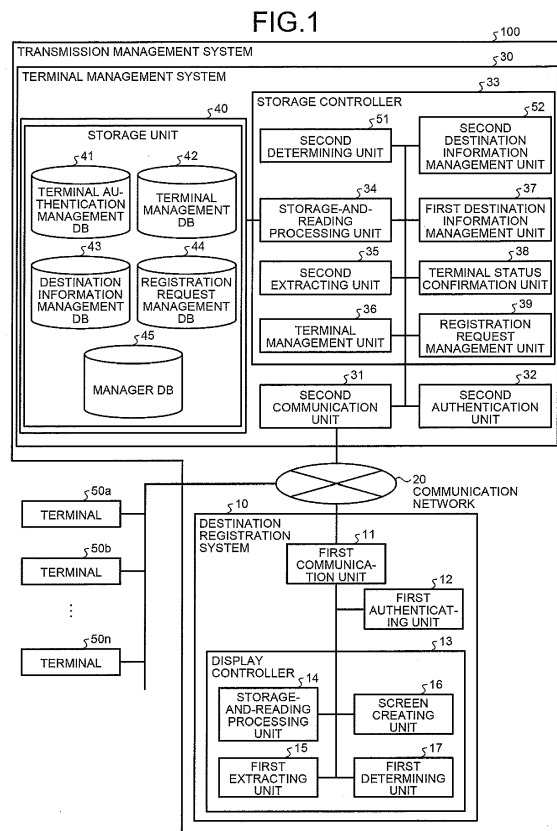 FIG.1
100
TRANSMISSION MANAGEMENT SYSTEM
30
TERMINAL MANAGEMENT SYSTEM
33
40
STORAGE CONTROLLER
STORAGE UNIT
41
TERMINAL AU-
THENTICATION
MANAGEMENT
DB
42
TERMINAL
MANAGEMENT
DB
43
DESTINATION
INFORMATION
MANAGEMENT
DB
44
REGISTRATION
REQUEST
MANAGEMENT
DB
45
MANAGER DB
51
SECOND
DETERMINING UNIT
52
SECOND
DESTINATION
INFORMATION
MANAGEMENT UNIT
34
STORAGE-AND-
READING
PROCESSING UNIT
37
FIRST DESTINATION
INFORMATION
MANAGEMENT UNIT
35
SECOND
EXTRACTING UNIT
38
TERMINAL STATUS
CONFIRMATION UNIT
36
TERMINAL
MANAGEMENT UNIT
39
REGISTRATION
REQUEST
MANAGEMENT UNIT
31
SECOND
COMMUNICATION
UNIT
32
SECOND
AUTHENTICATION
UNIT
20
COMMUNICATION
NETWORK
50a
TERMINAL
50b
TERMINAL
...
50n
TERMINAL
10
DESTINATION
REGISTRATION
SYSTEM
11
FIRST
COMMUNICA-
TION UNIT
12
FIRST
AUTHENTICAT-
ING UNIT
13
DISPLAY
CONTROLLER
14
STORAGE-
AND-READING
PROCESSING
UNIT
16
SCREEN
CREATING
UNIT
15
FIRST
EXTRACTING
UNIT
17
FIRST
DETERMINING
UNIT